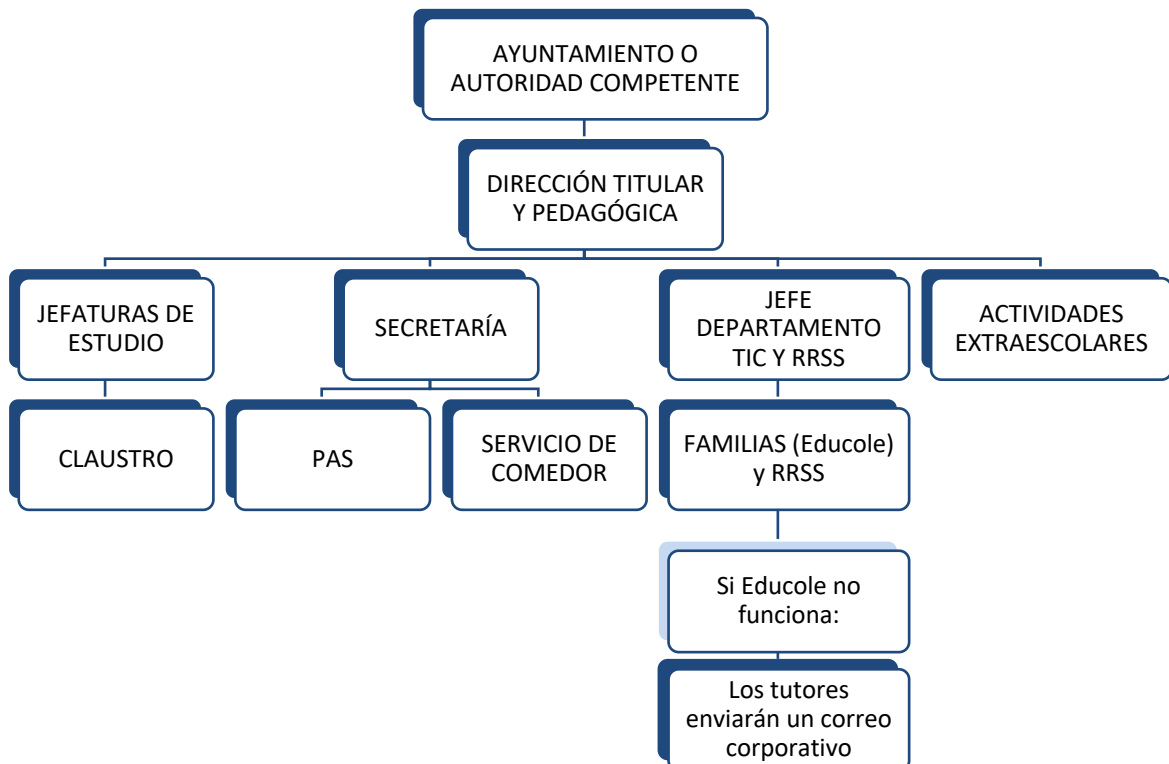 AYUNTAMIENTO O
AUTORIDAD COMPETENTE
DIRECCIÓN TITULAR
Y PEDAGÓGICA
JEFATURAS DE
ESTUDIO
SECRETARÍA
JEFE
DEPARTAMENTO
TIC Y RRSS
ACTIVIDADES
EXTRAESCOLARES
CLAUSTRO
PAS
SERVICIO DE
COMEDOR
FAMILIAS (Educole)
y RRSS
Si Educole no
funciona:
Los tutores
enviarán un correo
corporativo